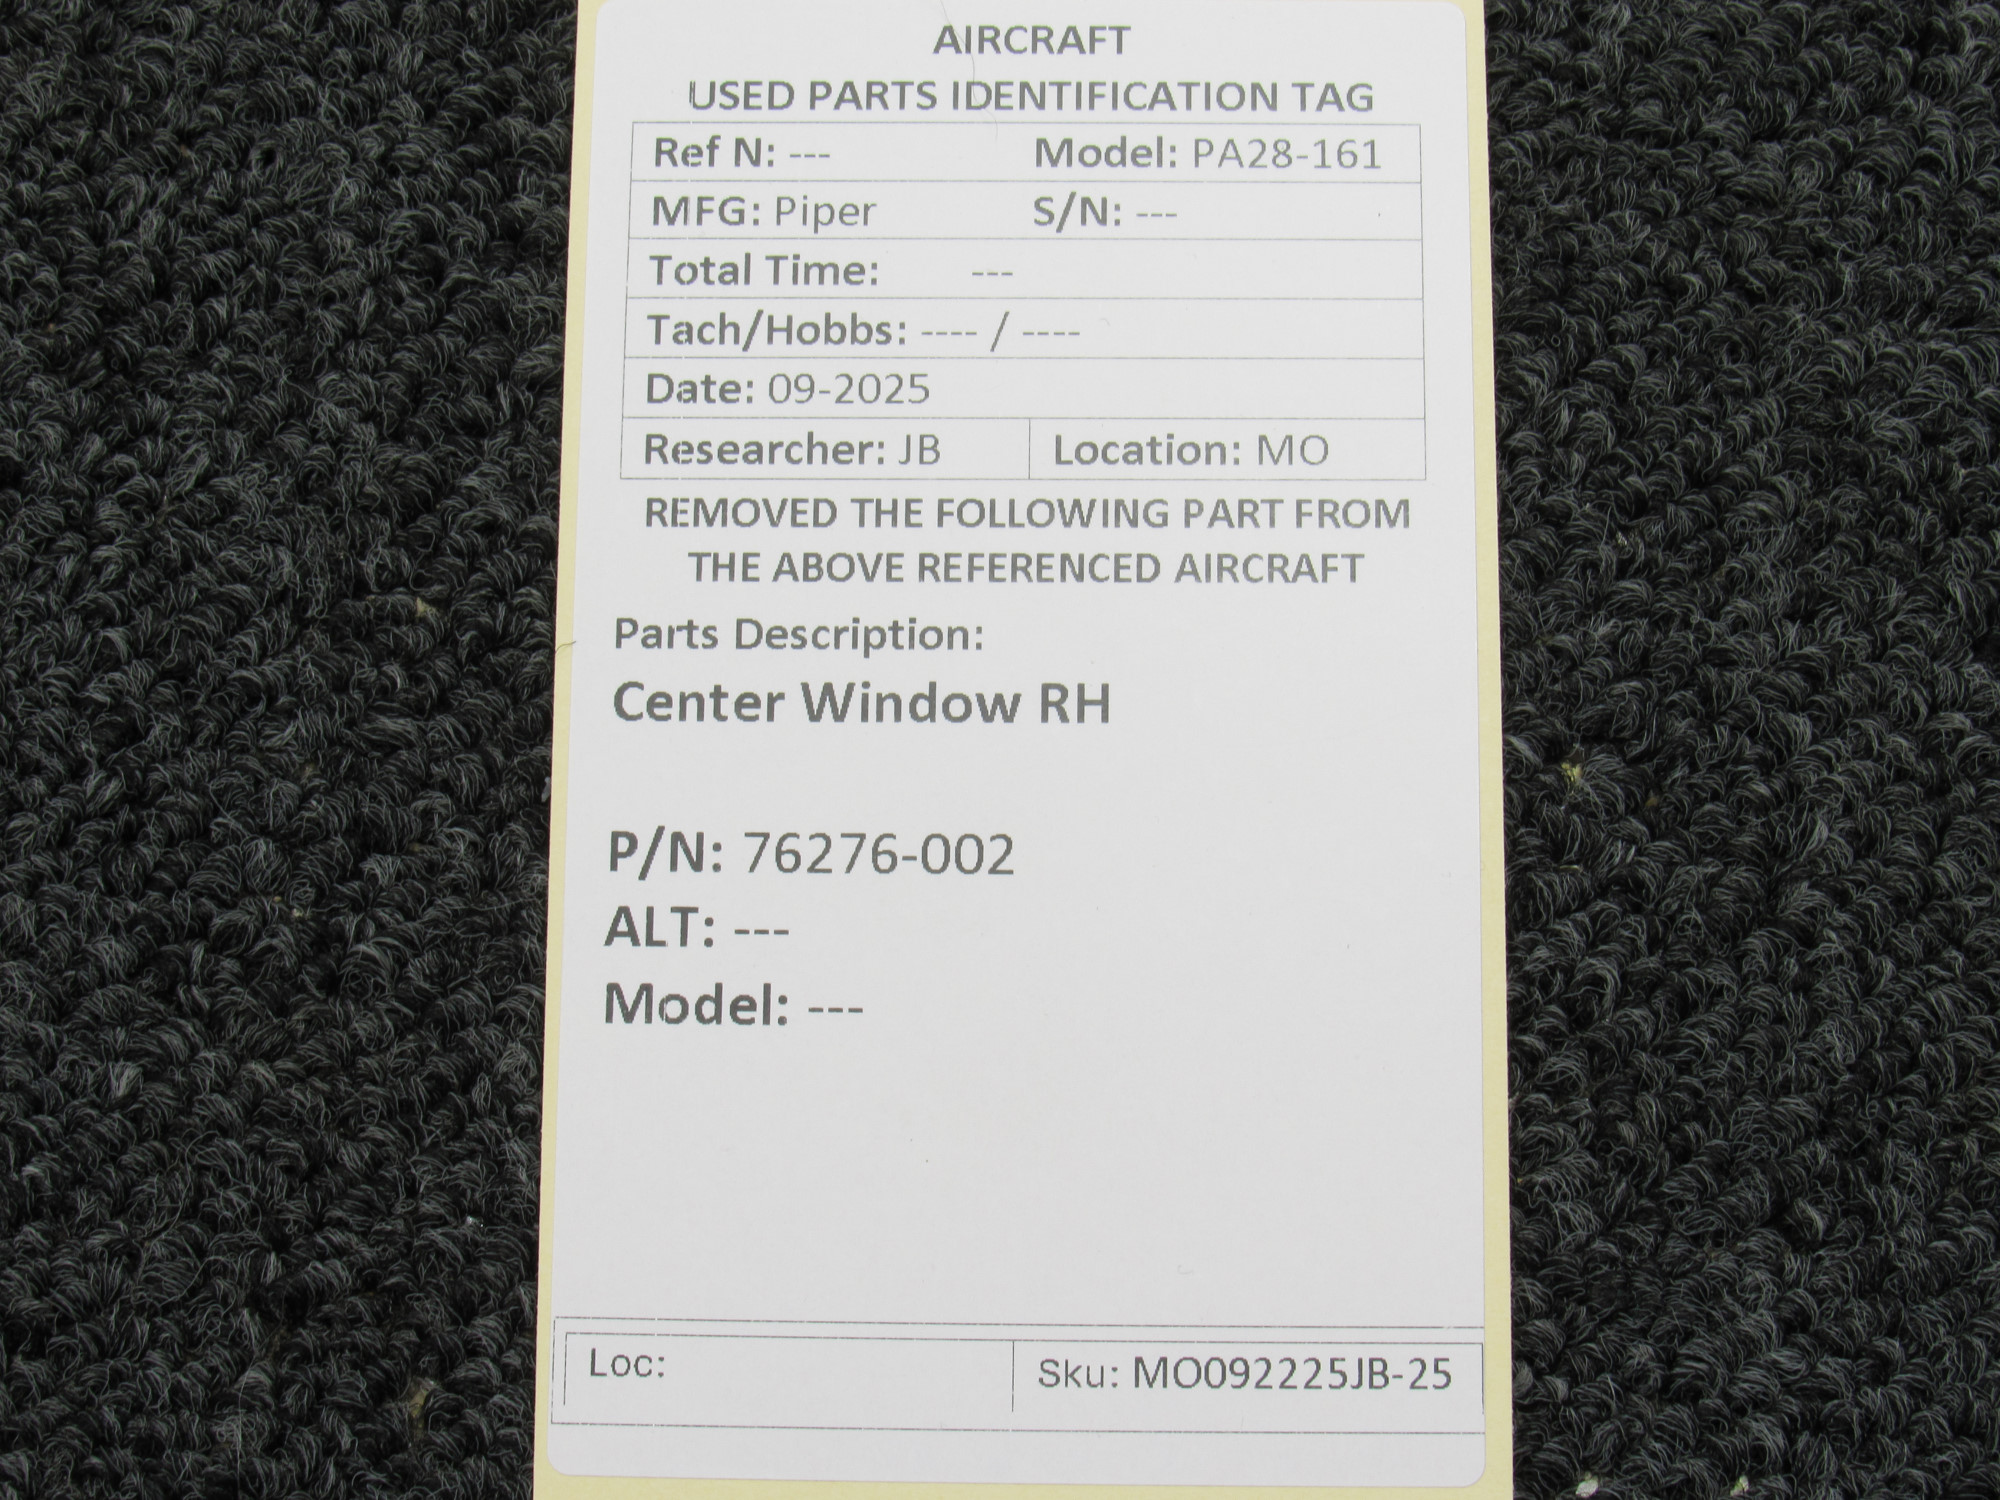 AIRCRAFT
USED PARTS IDENTIFICATION TAG
Ref N: --- Model: PA28-161
MFG: Piper S/N: ---
Total Time: ---
Tach/Hobbs: ---- / ----
Date: 09-2025
Researcher: JB Location: MO
REMOVED THE FOLLOWING PART FROM
THE ABOVE REFERENCED AIRCRAFT
Parts Description:
Center Window RH
P/N: 76276-002
ALT: ---
Model: ---
Loc: Sku: MO092225JB-25